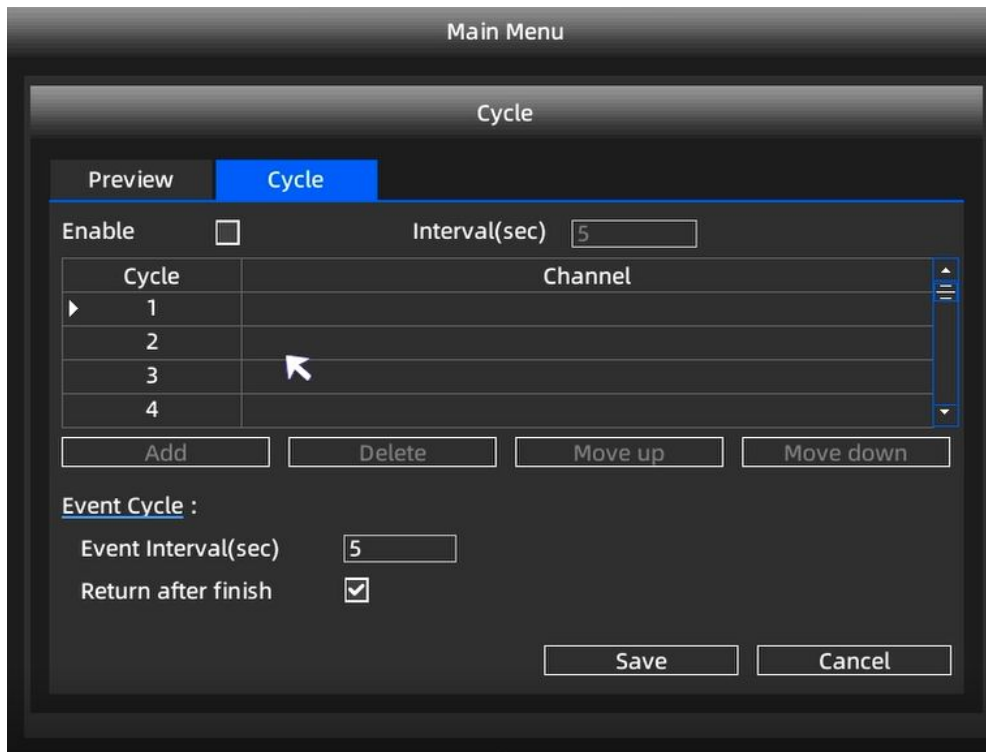 Main Menu
Cycle
Preview Cycle
Enable Interval(sec) 5
Cycle Channel
1
2
3
4
Add Delete Move up Move down
Event Cycle :
Event Interval(sec) 5
Return after finish
Save Cancel